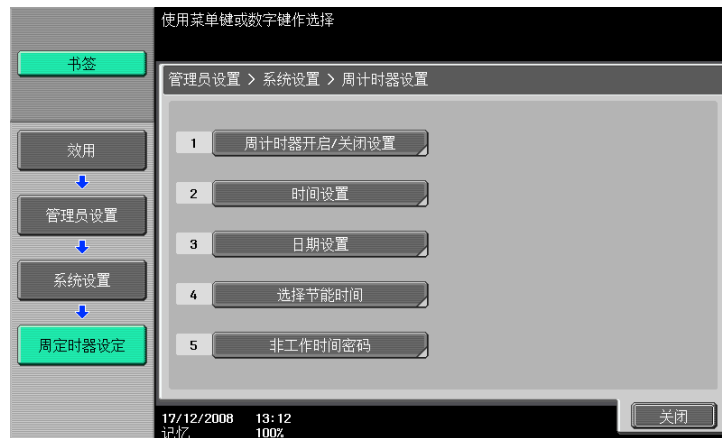 使用菜单键或数字键作选择
书签
管理员设置 > 系统设置 > 周计时器设置
效用
管理员设置
系统设置
周定时器设定
1 周计时器开启/关闭设置
2 时间设置
3 日期设置
4 选择节能时间
5 非工作时间密码
17/12/2008 13:12
记忆 100%
关闭